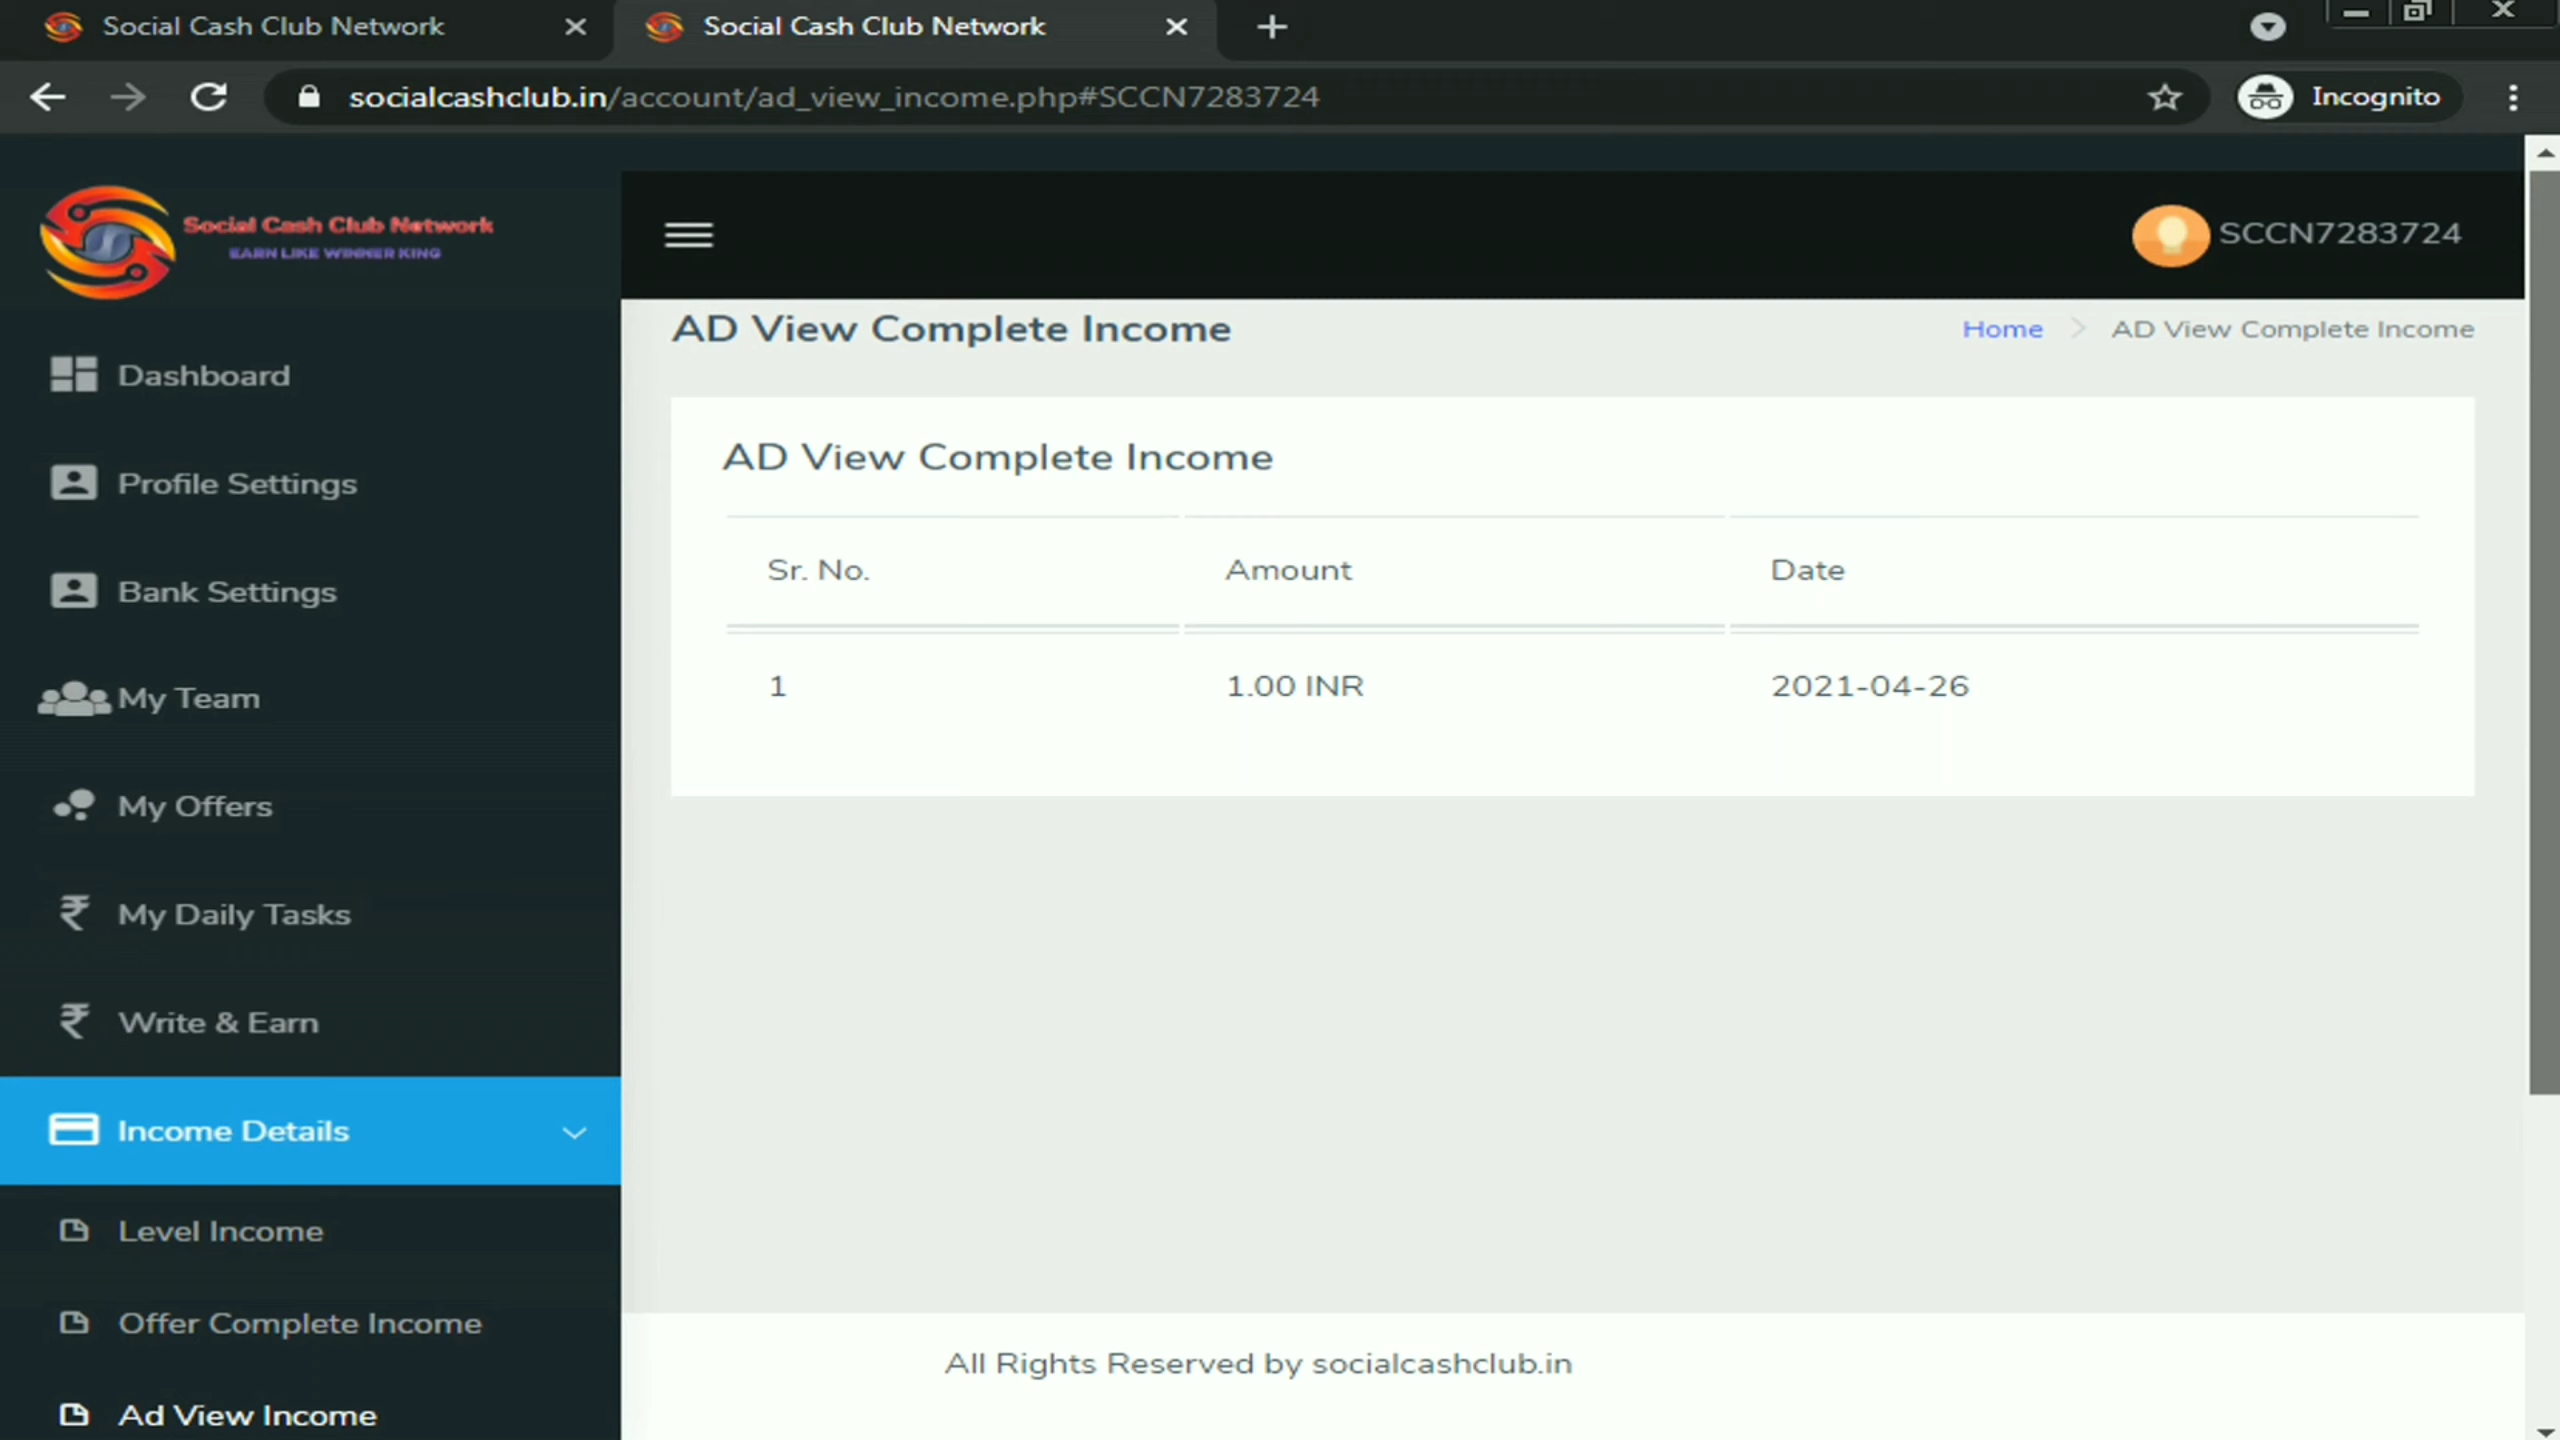 Social Cash Club Network
Social Cash Club Network
socialcashclub.in/account/ad_view_income.php#SCCN7283724
Incognito
Social Cash Club Network
EARN LIKE WINNER KING
SCCN7283724
AD View Complete Income
Home > AD View Complete Income
Dashboard
Profile Settings
Bank Settings
My Team
My Offers
My Daily Tasks
Write & Earn
Income Details
Level Income
Offer Complete Income
Ad View Income
AD View Complete Income
Sr. No. Amount Date
1 1.00 INR 2021-04-26
All Rights Reserved by socialcashclub.in